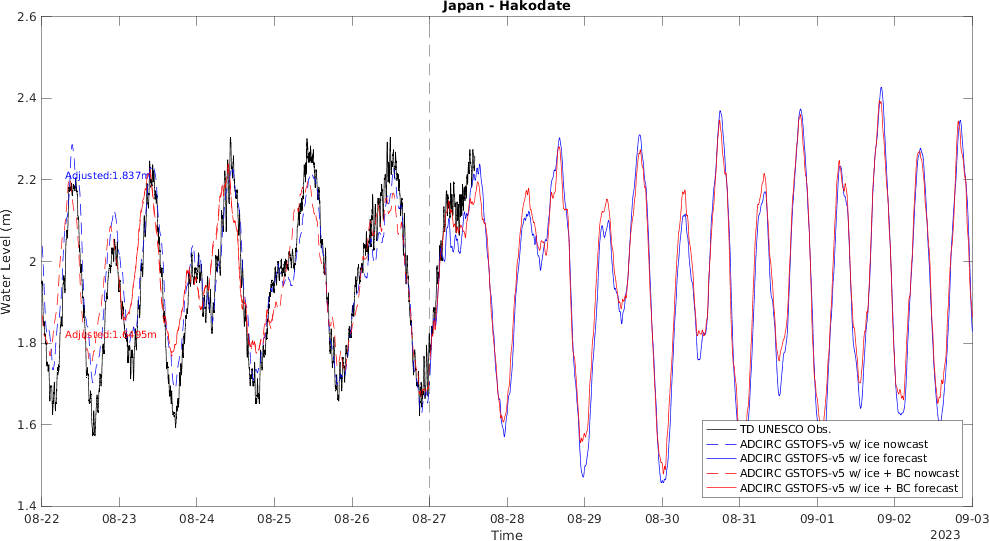 Japan - Hakodate
2.6
2.4
2.2
2
1.8
1.6
1.4
Water Level (m)
Adjusted:1.837m
Adjusted:1.6495m
TD UNESCO Obs.
ADCIRC GSTOFS-v5 w/ ice nowcast
ADCIRC GSTOFS-v5 w/ ice forecast
ADCIRC GSTOFS-v5 w/ ice + BC nowcast
ADCIRC GSTOFS-v5 w/ ice + BC forecast
08-22 08-23 08-24 08-25 08-26 08-27 08-28 08-29 08-30 08-31 09-01 09-02 09-03
Time
2023